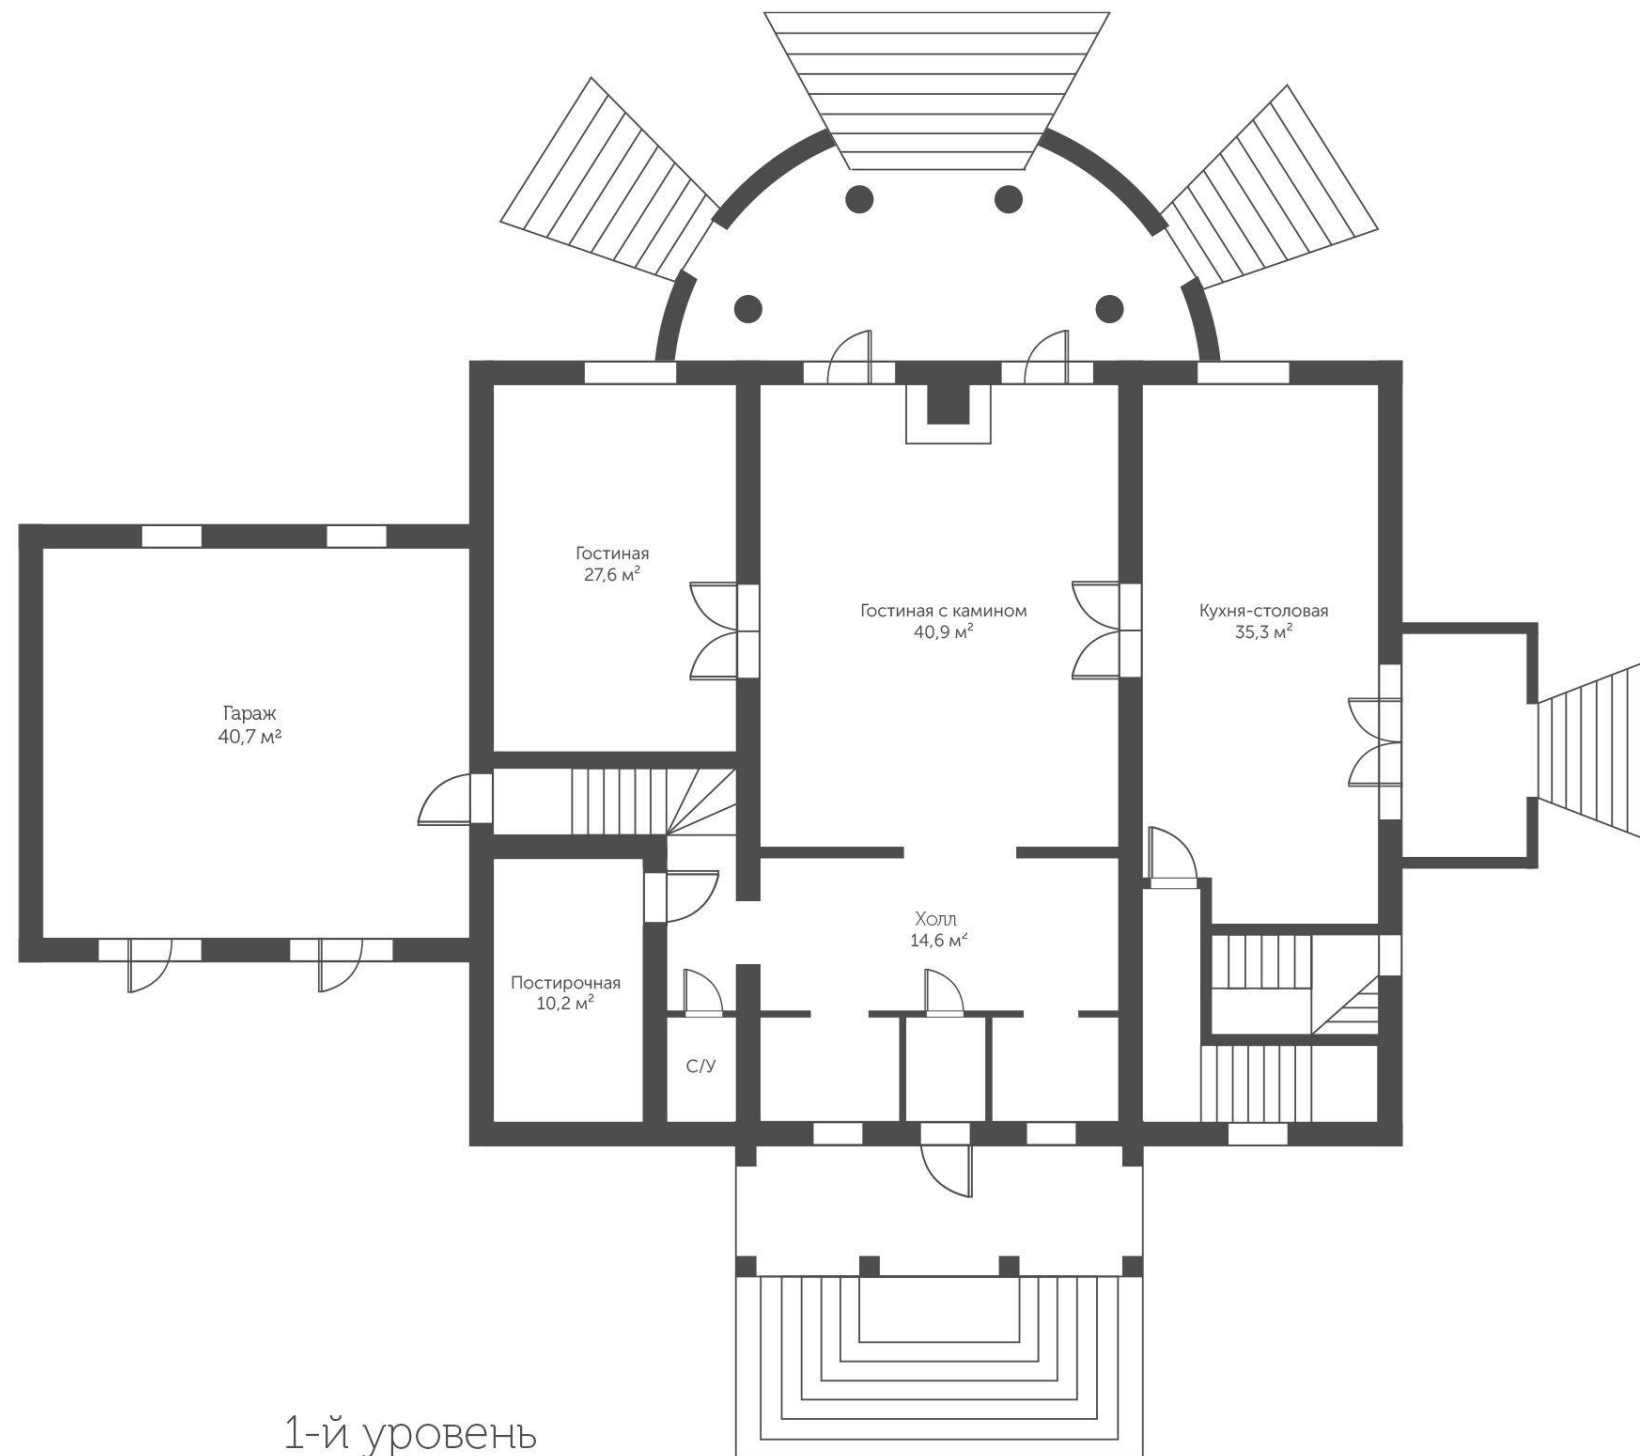 Гостиная
27,6 м²
Гостиная с камином
40,9 м²
Кухня-столовая
35,3 м²
Гараж
40,7 м²
Холл
14,6 м²
Постирочная
10,2 м²
С/У
1-й уровень